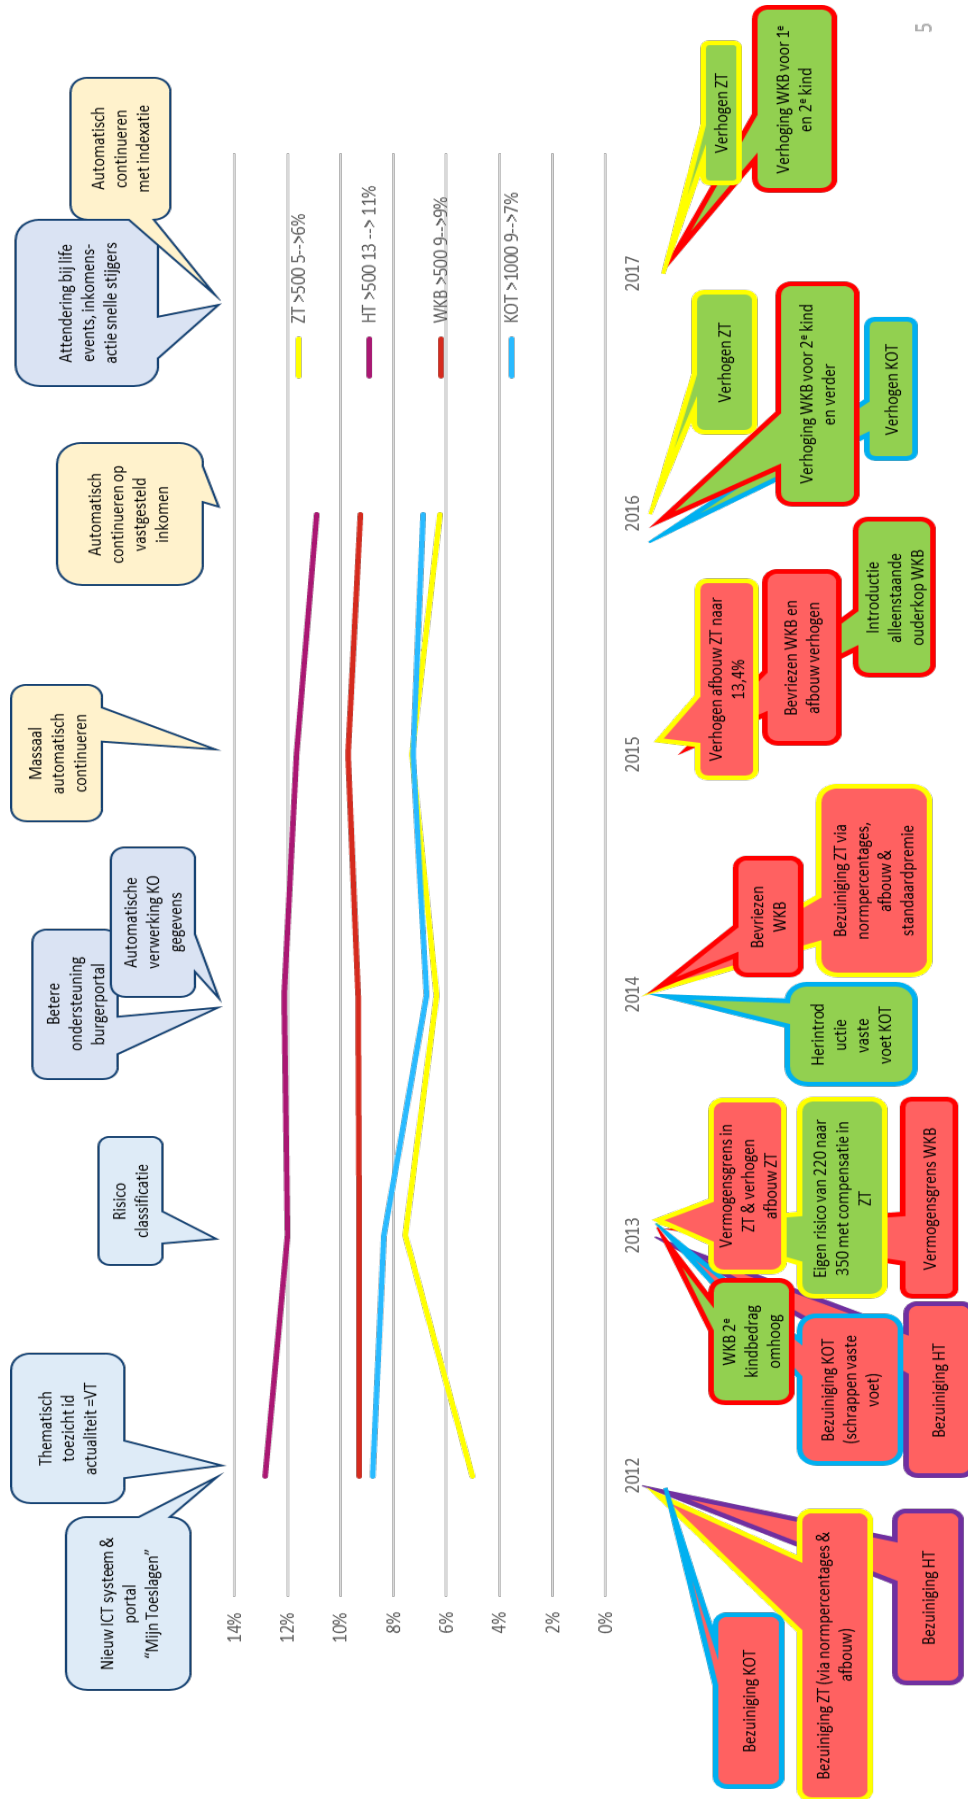 Nieuw ICT systeem &
portal
“Mijn Toeslagen”
Thematisch
toezicht id
actualiteit =VT
Risico
classificatie
Betere
ondersteuning
burgerportal
Automatische
verwerking KO
gegevens
Massaal
automatisch
continueren
Automatisch
continueren op
vastgesteld
inkomen
Attendering bij life
events, inkomens-
actie snelle stijgers
Automatisch
continueren
met indexatie
14%
12%
10%
8%
6%
4%
2%
0%
ZT >500 5-->6%
HT >500 13 --> 11%
WKB >500 9-->9%
KOT >1000 9-->7%
2012
2013
2014
2015
2016
2017
Bezuiniging KOT
Bezuiniging ZT (via normpercentages &
afbouw)
Bezuiniging HT
WKB 2e
kindbedrag
omhoog
Bezuiniging KOT
(schrappen vaste
voet)
Bezuiniging HT
Vermogensgrens in
ZT & verhogen
afbouw ZT
Eigen risico van 220 naar
350 met compensatie in
ZT
Vermogensgrens WKB
Herintrod
uctie
vaste
voet KOT
Bevriezen
WKB
Bezuiniging ZT via
normpercentages,
afbouw &
standaardpremie
Verhogen afbouw ZT naar
13,4%
Bevriezen WKB en
afbouw verhogen
Introductie
alleenstaande
ouderkop WKB
Verhogen ZT
Verhoging WKB voor 2e kind
en verder
Verhogen KOT
Verhogen ZT
Verhoging WKB voor 1e
en 2e kind
5